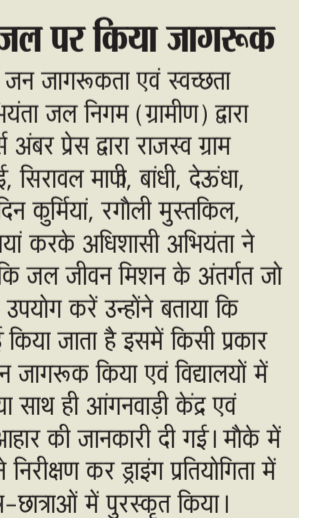 जल पर किया जागरूक
जन जागरूकता एवं स्वच्छता
भयंता जल निगम (ग्रामीण) द्वारा
र्स अंबर प्रेस द्वारा राजस्व ग्राम
ई, सिरावल माफी, बांधी, देऊंधा,
दिन कुर्मियां, रगौली मुस्तकिल,
यां करके अधिशासी अभियंता ने
कि जल जीवन मिशन के अंतर्गत जो
उपयोग करें उन्होंने बताया कि
ई किया जाता है इसमें किसी प्रकार
न जागरूक किया एवं विद्यालयों में
या साथ ही आंगनवाड़ी केंद्र एवं
आहार की जानकारी दी गई। मौके में
ने निरीक्षण कर ड्राइंग प्रतियोगिता में
-छात्राओं में पुरस्कृत किया।